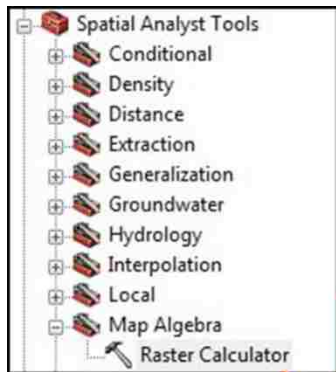 Spatial Analyst Tools
Conditional
Density
Distance
Extraction
Generalization
Groundwater
Hydrology
Interpolation
Local
Map Algebra
Raster Calculator